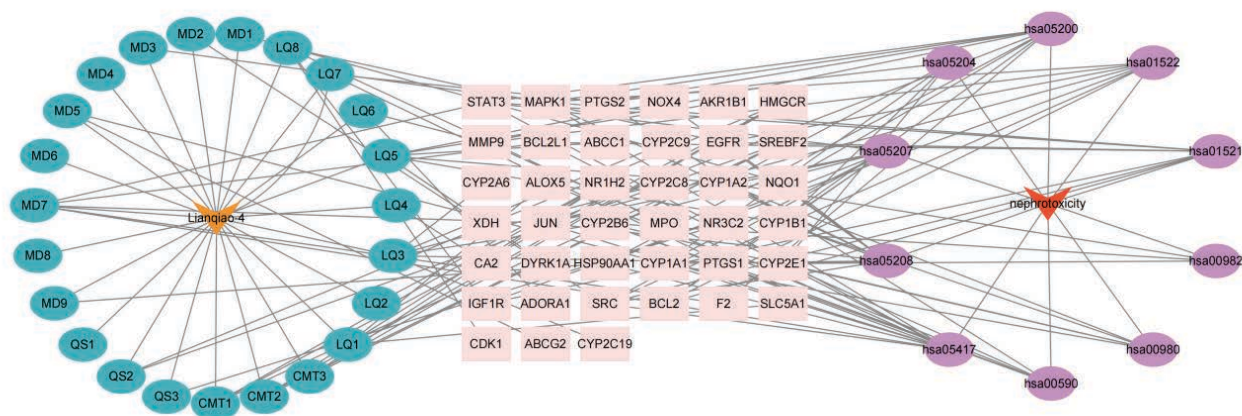 MD1
MD2
MD3
MD4
MD5
MD6
MD7
MD8
MD9
QS1
QS2
QS3
CMT1
CMT2
CMT3
LQ1
LQ2
LQ3
LQ4
LQ5
LQ6
LQ7
LQ8
Lianqiao-4
STAT3 MAPK1 PTGS2 NOX4 AKR1B1 HMGCR
MMP9 BCL2L1 ABCC1 CYP2C9 EGFR SREBF2
CYP2A6 ALOX5 NR1H2 CYP2C8 CYP1A2 NQO1
XDH JUN CYP2B6 MPO NR3C2 CYP1B1
CA2 DYRK1A HSP90AA1 CYP1A1 PTGS1 CYP2E1
IGF1R ADORA1 SRC BCL2 F2 SLC5A1
CDK1 ABCG2 CYP2C19
hsa05200
hsa05204
hsa01522
hsa05207
hsa01521
nephrotoxicity
hsa05208
hsa00982
hsa05417
hsa00980
hsa00590